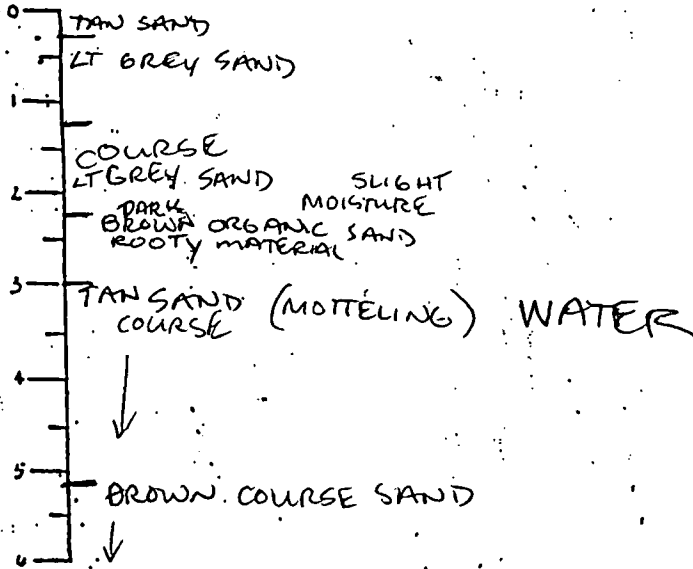 0
TAN SAND
LT GREY SAND
1
COURSE
LT GREY SAND SLIGHT
2 MOISTURE
DARK
BROWN ORGANIC SAND
ROOTY MATERIAL
3
TAN SAND (MOTTELING) WATER
COURSE
4
5
BROWN COURSE SAND
6